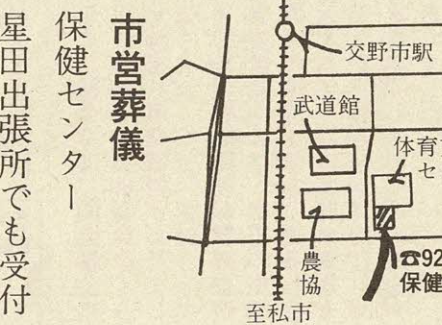 市営葬儀
保健センター
星田出張所でも受付
交野市駅
武道館
体育
セ
農協
☎92
保健
至私市